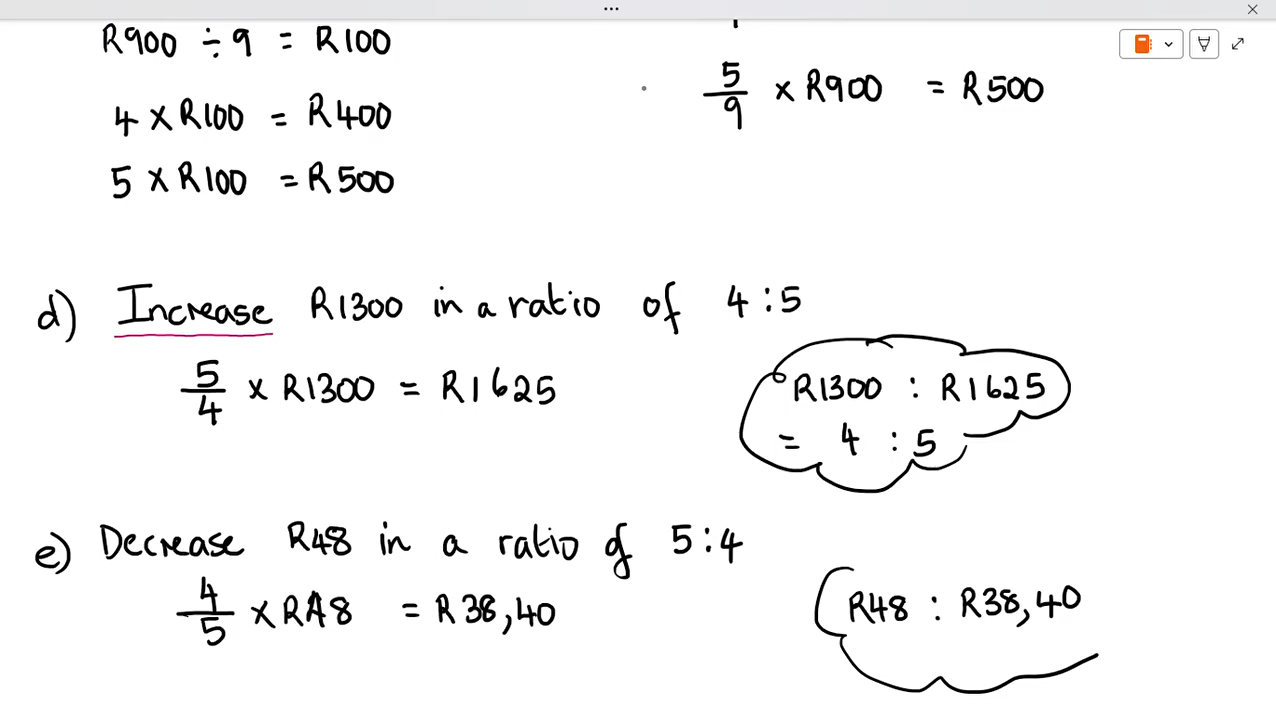 R900 ÷ 9 = R100
4 × R100 = R400
5 × R100 = R500
5/9 × R900 = R500
d) Increase R1300 in a ratio of 4 : 5
5/4 × R1300 = R1625
R1300 : R1625
= 4 : 5
e) Decrease R48 in a ratio of 5 : 4
4/5 × R48 = R38,40
R48 : R38,40